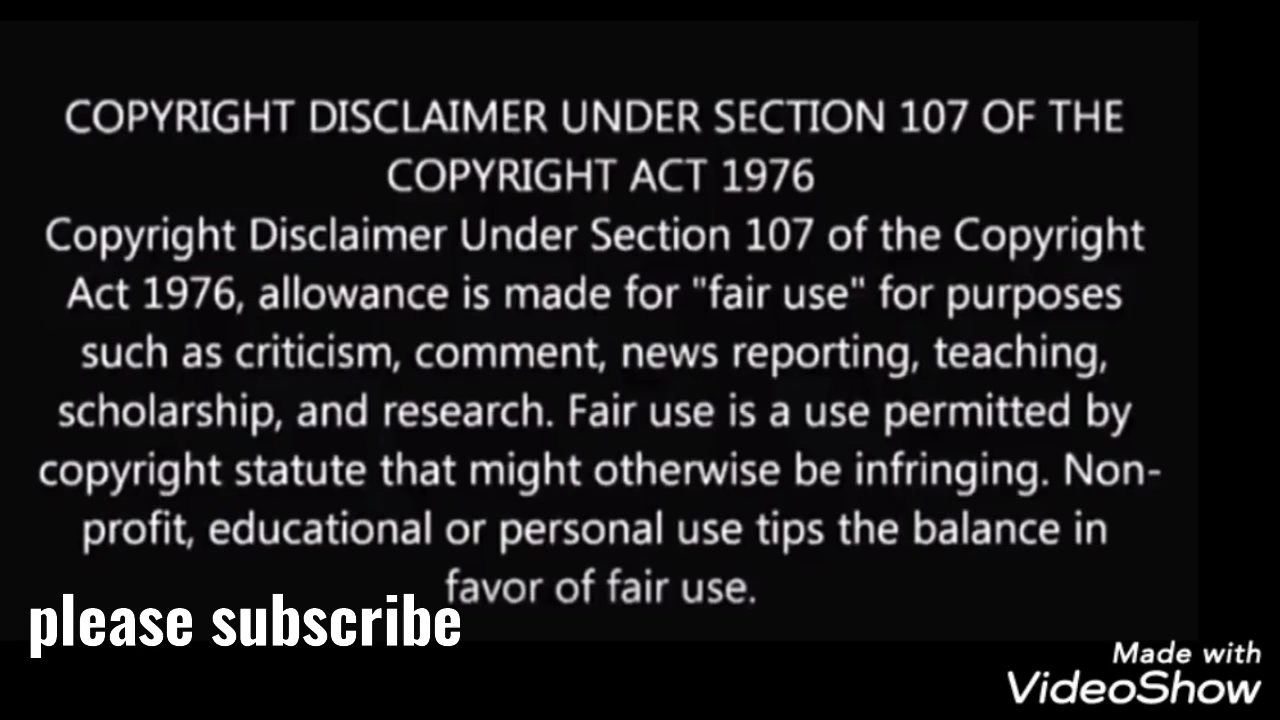 COPYRIGHT DISCLAIMER UNDER SECTION 107 OF THE
COPYRIGHT ACT 1976
Copyright Disclaimer Under Section 107 of the Copyright
Act 1976, allowance is made for "fair use" for purposes
such as criticism, comment, news reporting, teaching,
scholarship, and research. Fair use is a use permitted by
copyright statute that might otherwise be infringing. Non-
profit, educational or personal use tips the balance in
favor of fair use.
please subscribe
Made with
VideoShow